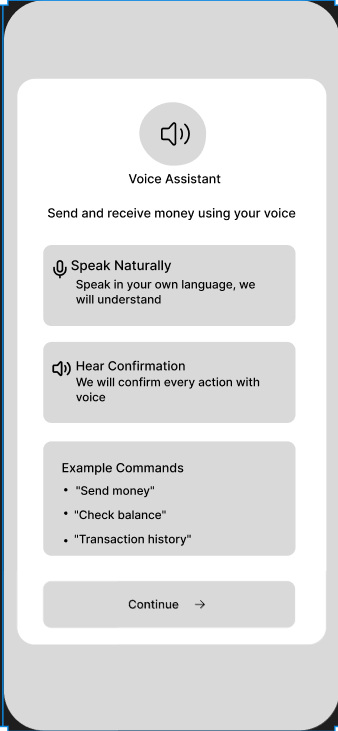 Voice Assistant
Send and receive money using your voice
Speak Naturally
Speak in your own language, we
will understand
Hear Confirmation
We will confirm every action with
voice
Example Commands
• "Send money"
• "Check balance"
• "Transaction history"
Continue →